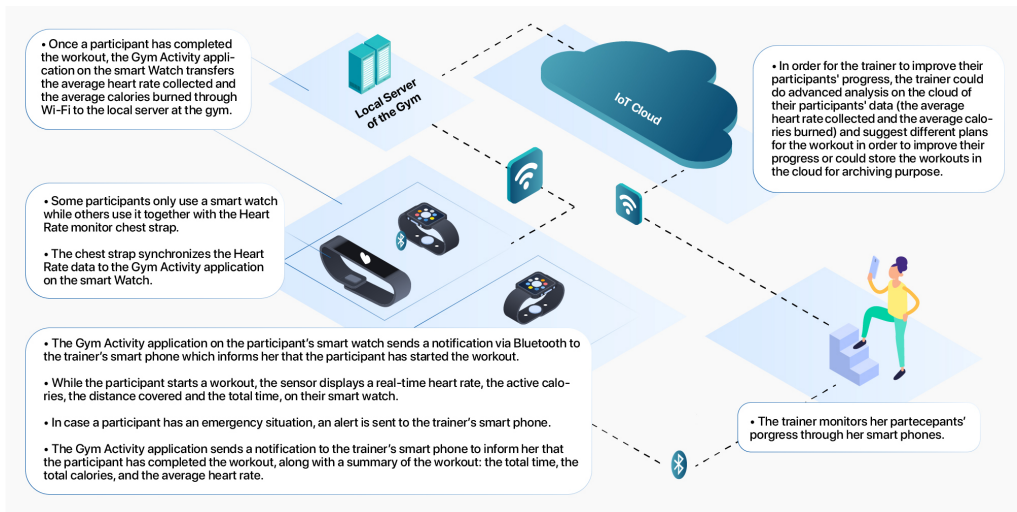 • Once a participant has completed
the workout, the Gym Activity appli-
cation on the smart Watch transfers
the average heart rate collected and
the average calories burned through
Wi-Fi to the local server at the gym.
Local Server
of the Gym
IoT Cloud
• In order for the trainer to improve their
participants' progress, the trainer could
do advanced analysis on the cloud of
their participants' data (the average
heart rate collected and the average calo-
ries burned) and suggest different plans
for the workout in order to improve their
progress or could store the workouts in
the cloud for archiving purpose.
• Some participants only use a smart watch
while others use it together with the Heart
Rate monitor chest strap.
• The chest strap synchronizes the Heart
Rate data to the Gym Activity application
on the smart Watch.
• The Gym Activity application on the participant's smart watch sends a notification via Bluetooth to
the trainer's smart phone which informs her that the participant has started the workout.
• While the participant starts a workout, the sensor displays a real-time heart rate, the active calo-
ries, the distance covered and the total time, on their smart watch.
• In case a participant has an emergency situation, an alert is sent to the trainer's smart phone.
• The Gym Activity application sends a notification to the trainer's smart phone to inform her that
the participant has completed the workout, along with a summary of the workout: the total time, the
total calories, and the average heart rate.
• The trainer monitors her partecepants'
porgress through her smart phones.